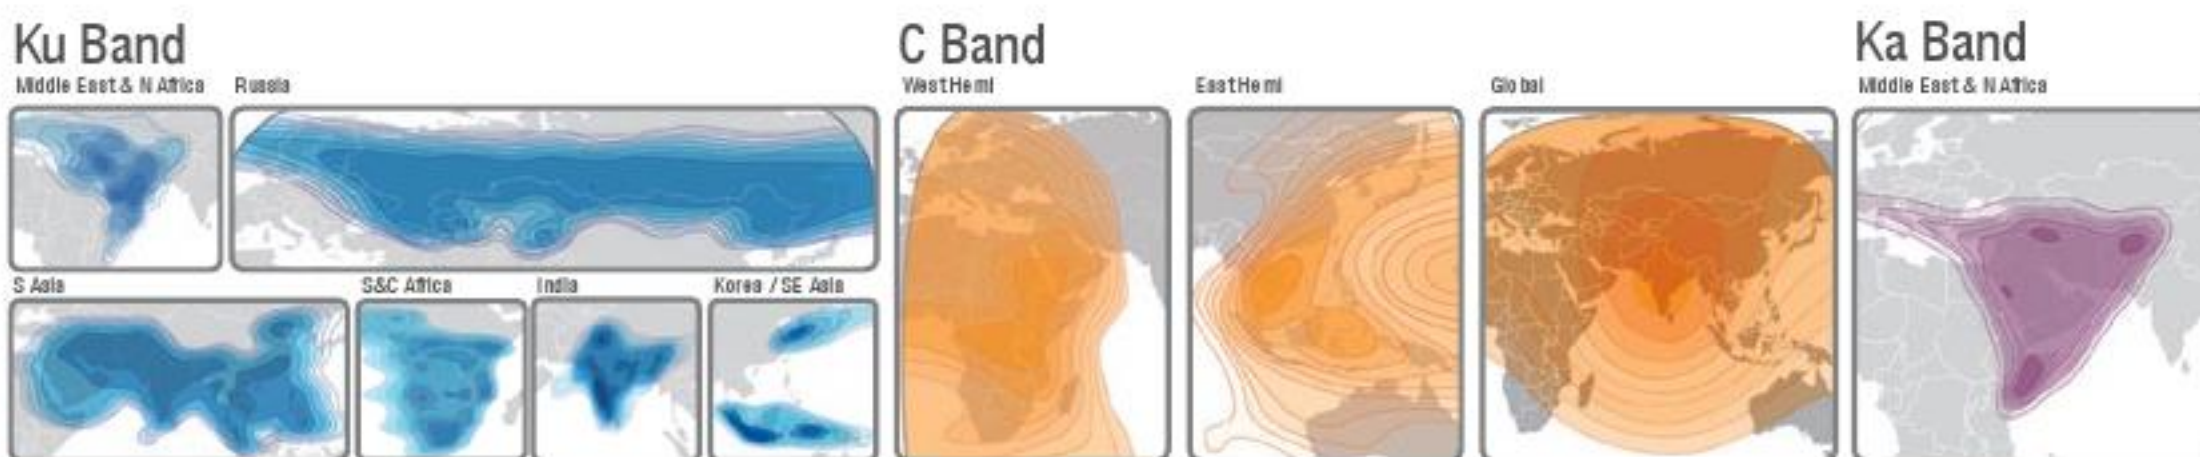 Ku Band
Middle East & N Africa
Russia
S Asia
S&C Africa
India
Korea / SE Asia
C Band
West Hemi
East Hemi
Global
Ka Band
Middle East & N Africa